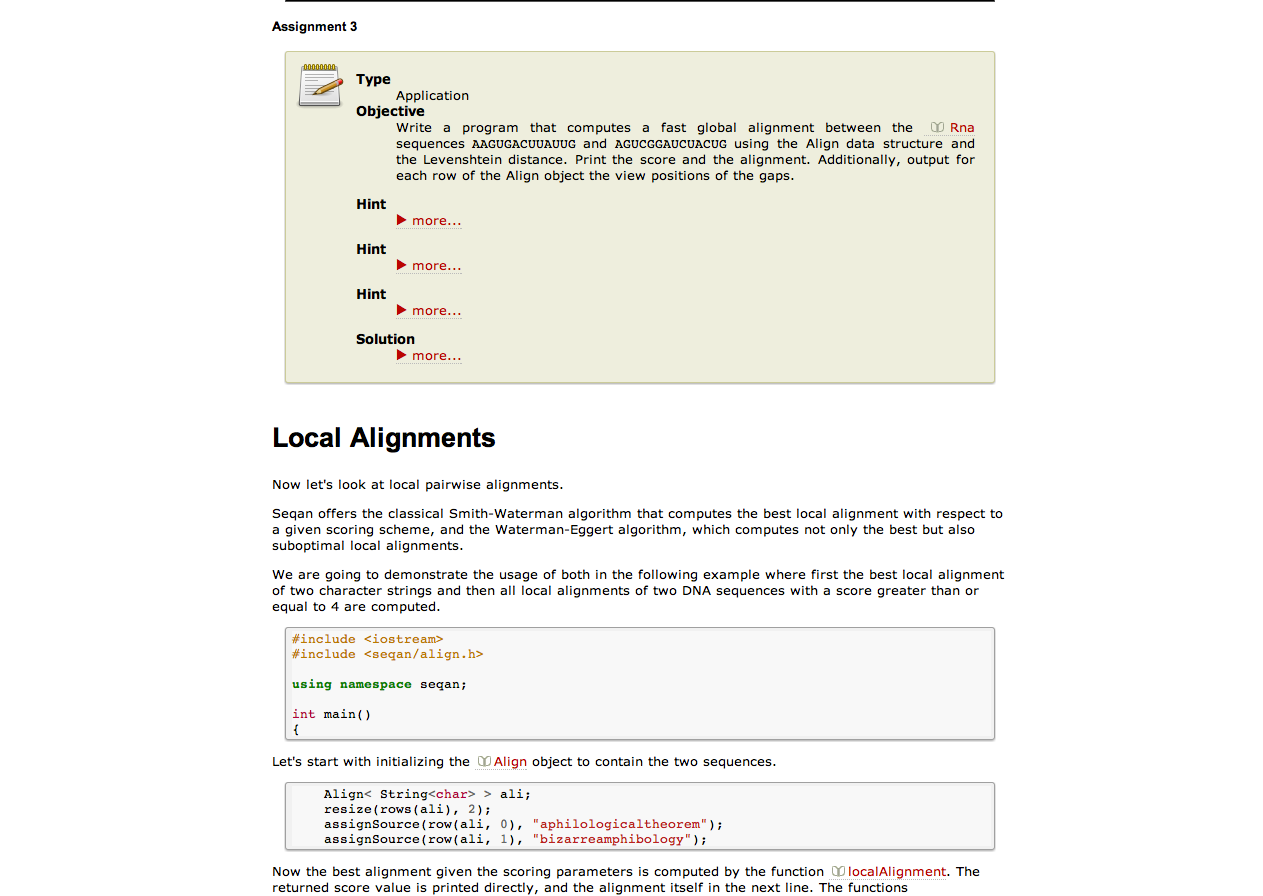 Assignment 3
Type
Application
Objective
Write a program that computes a fast global alignment between the Rna
sequences AAGUGACUUAUUG and AGUCGGAUCUACUG using the Align data structure and
the Levenshtein distance. Print the score and the alignment. Additionally, output for
each row of the Align object the view positions of the gaps.
Hint
more...
Hint
more...
Hint
more...
Solution
more...
Local Alignments
Now let's look at local pairwise alignments.
Seqan offers the classical Smith-Waterman algorithm that computes the best local alignment with respect to
a given scoring scheme, and the Waterman-Eggert algorithm, which computes not only the best but also
suboptimal local alignments.
We are going to demonstrate the usage of both in the following example where first the best local alignment
of two character strings and then all local alignments of two DNA sequences with a score greater than or
equal to 4 are computed.
#include <iostream>
#include <seqan/align.h>
using namespace seqan;
int main()
{
Let's start with initializing the Align object to contain the two sequences.
Align< String<char> > ali;
resize(rows(ali), 2);
assignSource(row(ali, 0), "aphilologicaltheorem");
assignSource(row(ali, 1), "bizarreamphibology");
Now the best alignment given the scoring parameters is computed by the function localAlignment. The
returned score value is printed directly, and the alignment itself in the next line. The functions